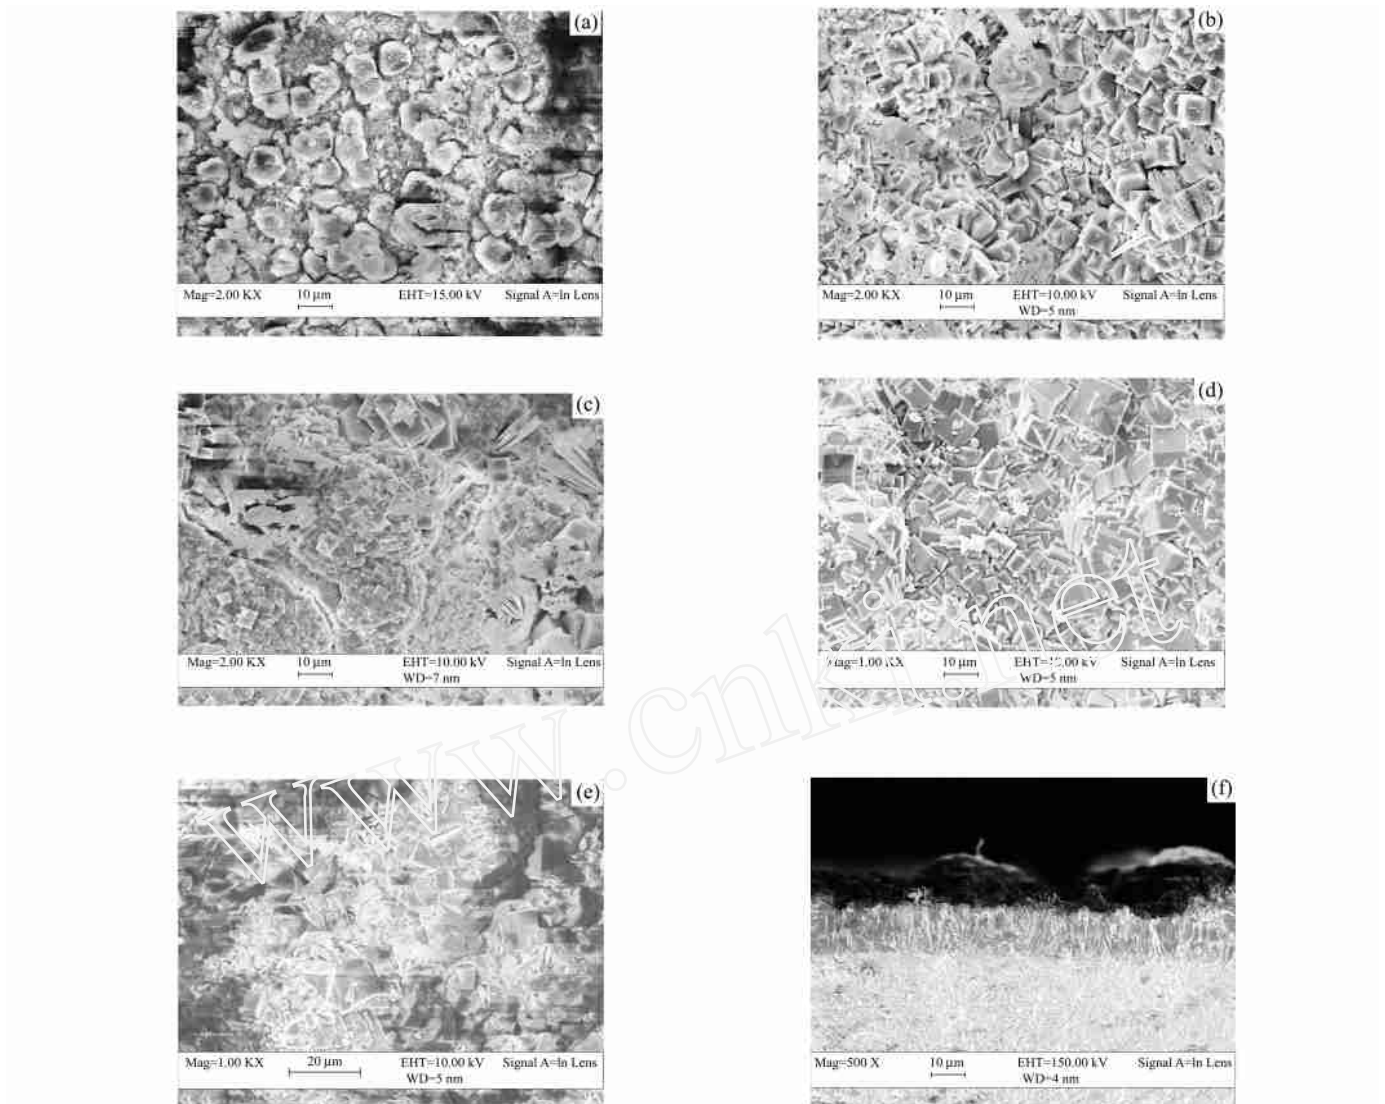 (a)
(b)
Mag=2.00 KX 10 μm EHT=15.00 kV Signal A=In Lens
Mag=2.00 KX 10 μm EHT=10.00 kV Signal A=In Lens
WD=5 nm
(c)
(d)
Mag=2.00 KX 10 μm EHT=10.00 kV Signal A=In Lens
WD=7 nm
Mag=1.00 KX 10 μm Signal A=In Lens
WD=5 nm
www.cnki.net
(e)
(f)
Mag=1.00 KX 20 μm EHT=10.00 kV Signal A=In Lens
WD=5 nm
Mag=500 X 10 μm EHT=150.00 kV Signal A=In Lens
WD=4 nm